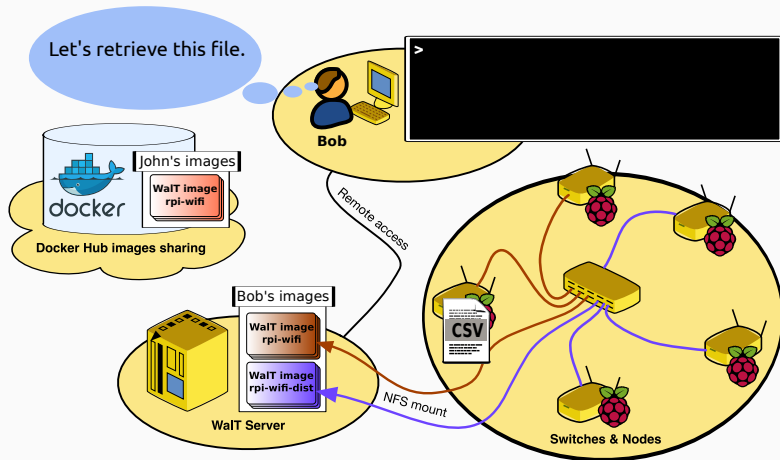 Let's retrieve this file.
>
Bob
John's images
WalT image
rpi-wifi
docker
Docker Hub images sharing
Remote access
Bob's images
WalT image
rpi-wifi
WalT image
rpi-wifi-dist
WalT Server
NFS mount
CSV
Switches & Nodes